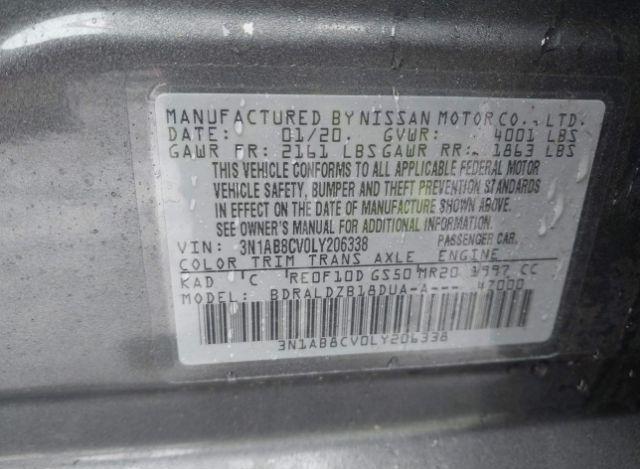 MANUFACTURED BY NISSAN MOTOR CO., LTD.
DATE: 01/20. GVWR: 4001 LBS
GAWR FR: 2161 LBS GAWR RR: 1863 LBS
THIS VEHICLE CONFORMS TO ALL APPLICABLE FEDERAL MOTOR
VEHICLE SAFETY, BUMPER AND THEFT PREVENTION STANDARDS
IN EFFECT ON THE DATE OF MANUFACTURE SHOWN ABOVE.
SEE OWNER'S MANUAL FOR ADDITIONAL INFORMATION
VIN: 3N1AB8CV0LY206338 PASSENGER CAR.
COLOR TRIM TRANS AXLE ENGINE
KAD C RE0F10D GS50 MR20 1997 CC
MODEL: BDRALDZB18DUA-A--- 47000
3N1AB8CV0LY206338